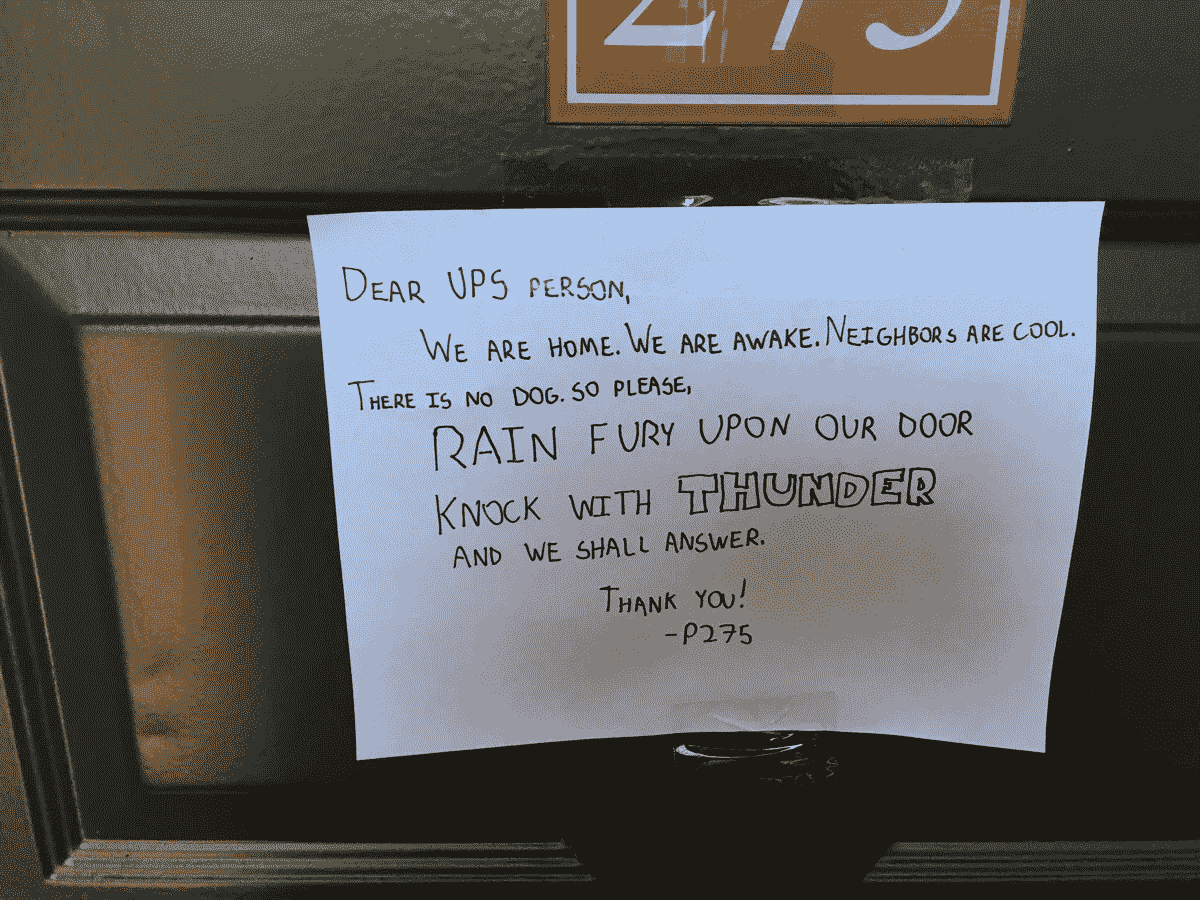 275
DEAR UPS PERSON,
WE ARE HOME. WE ARE AWAKE. NEIGHBORS ARE COOL.
THERE IS NO DOG. SO PLEASE,
RAIN FURY UPON OUR DOOR
KNOCK WITH THUNDER
AND WE SHALL ANSWER.
THANK YOU!
-P275